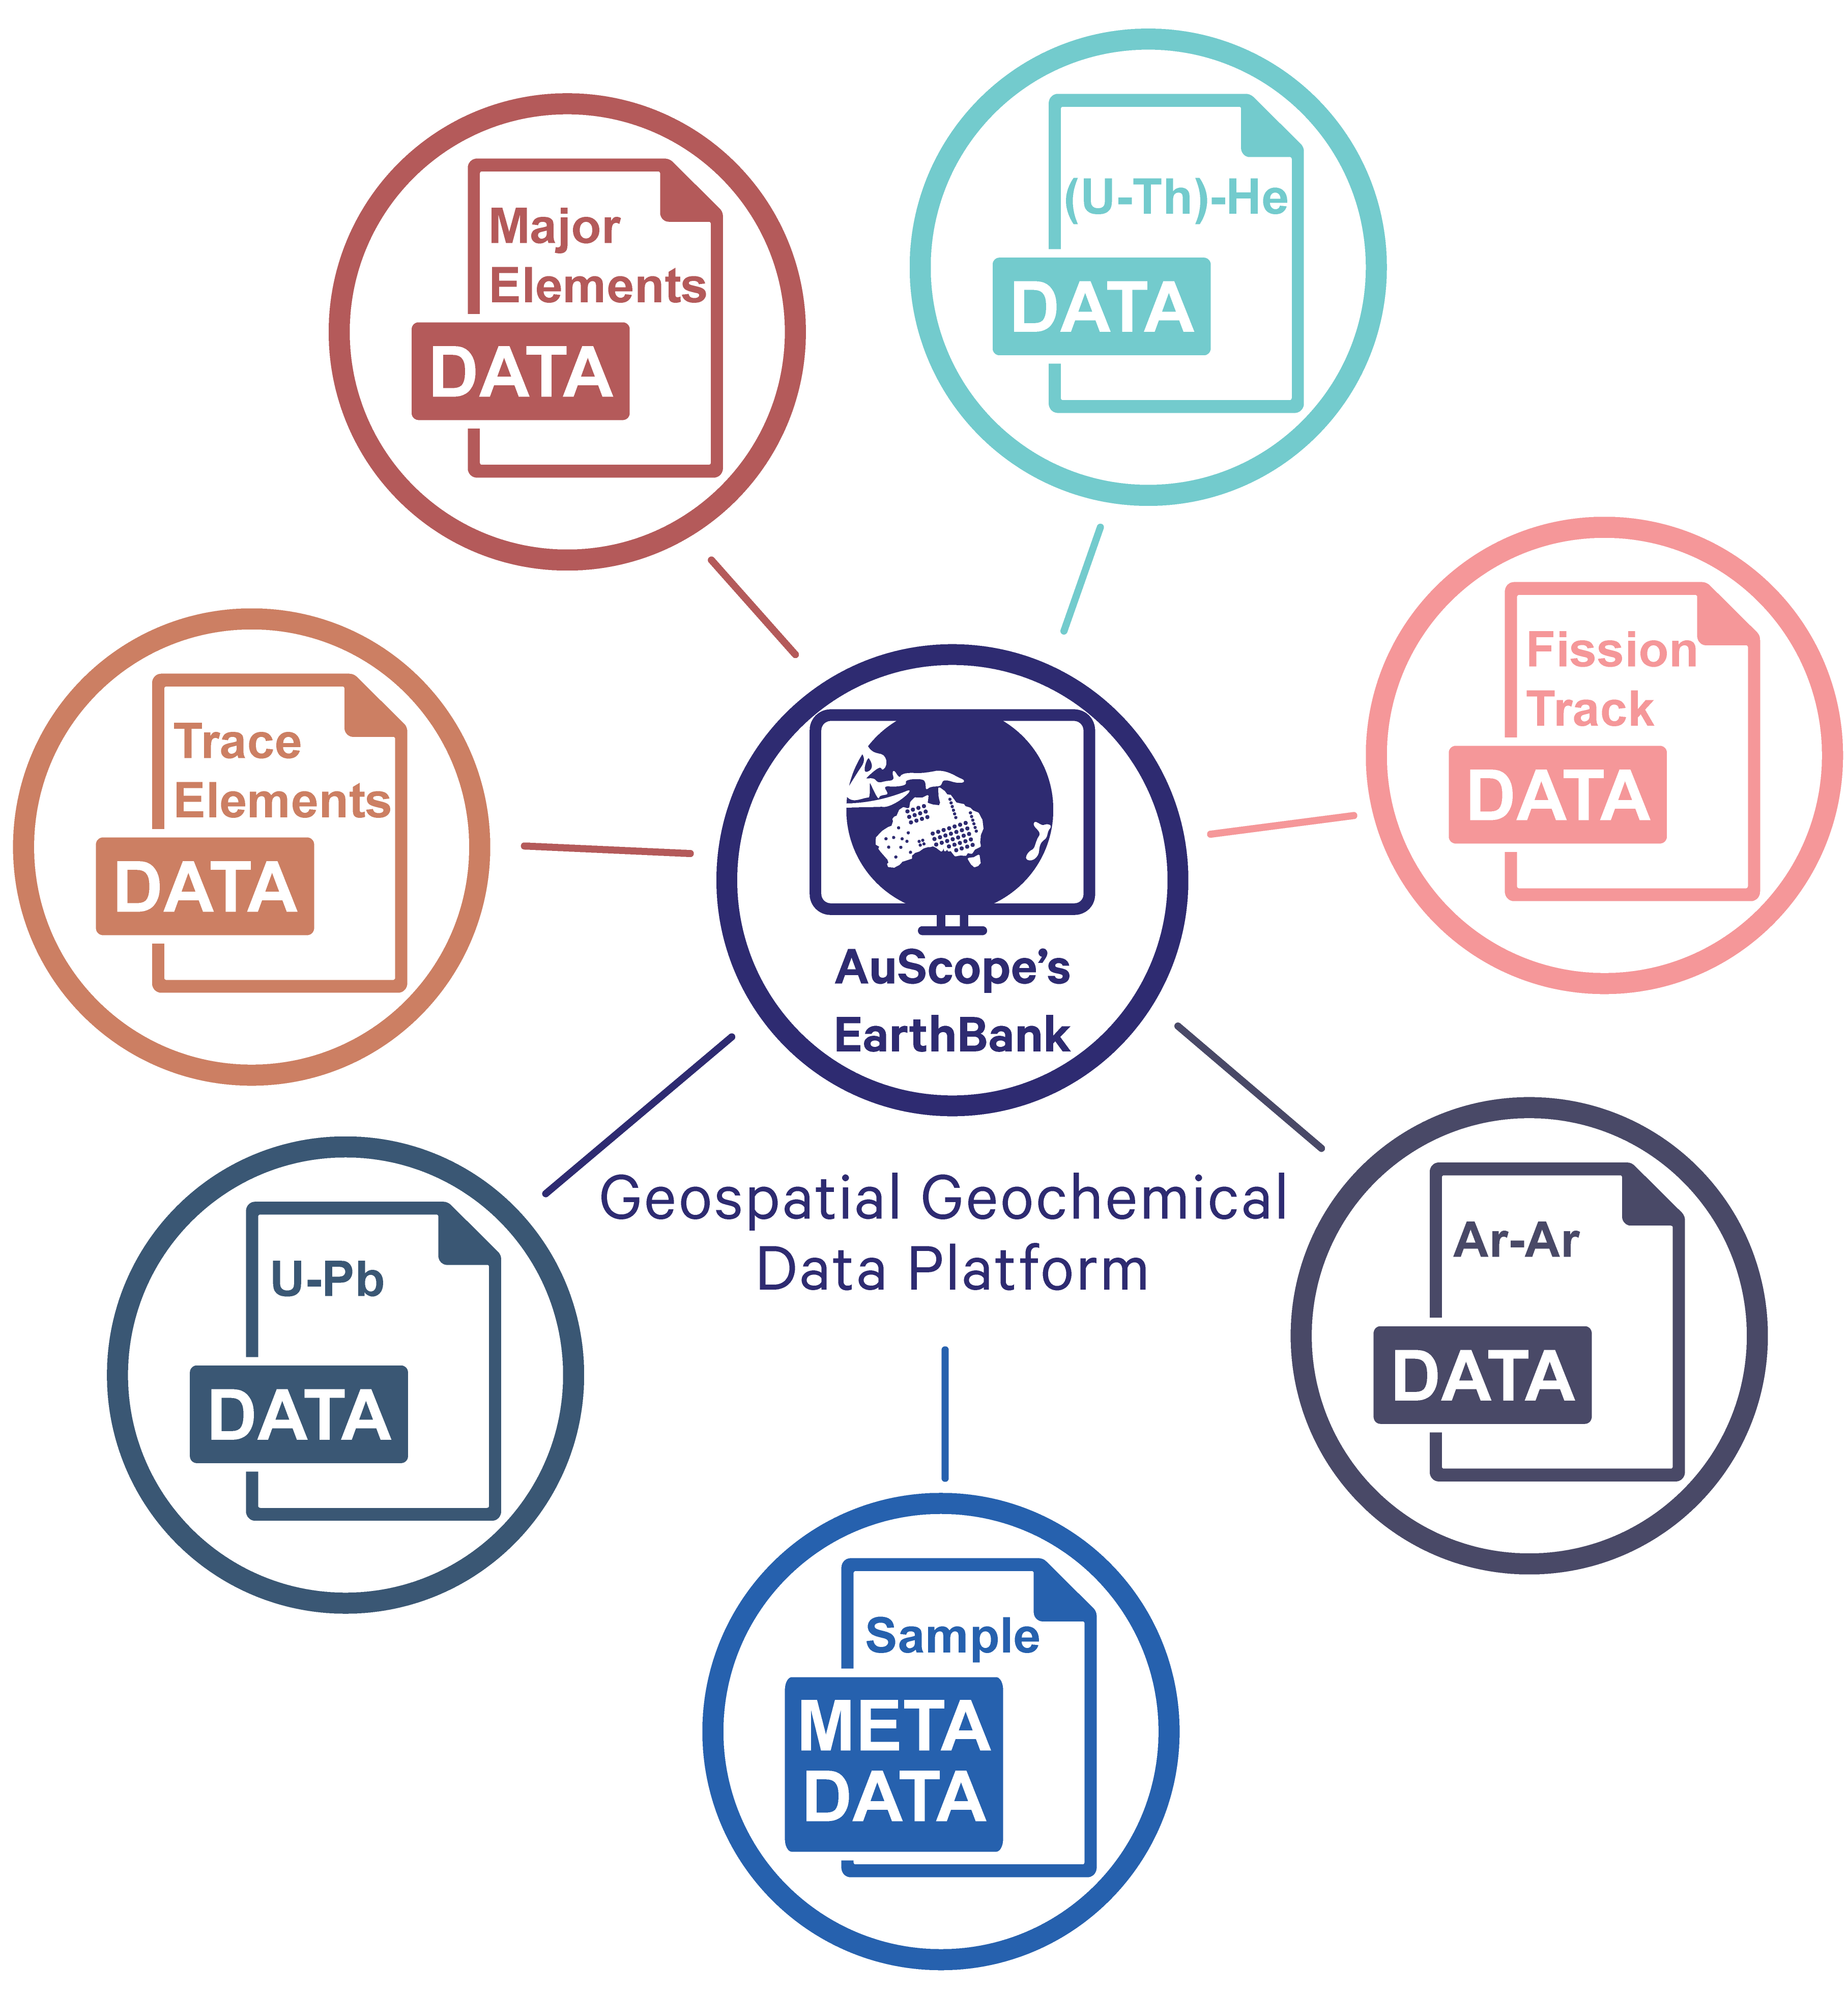 (U-Th)-He
DATA
Major
Elements
DATA
Fission
Track
DATA
Trace
Elements
DATA
AuScope’s
EarthBank
Geospatial Geochemical
Data Platform
U-Pb
DATA
Ar-Ar
DATA
Sample
META
DATA